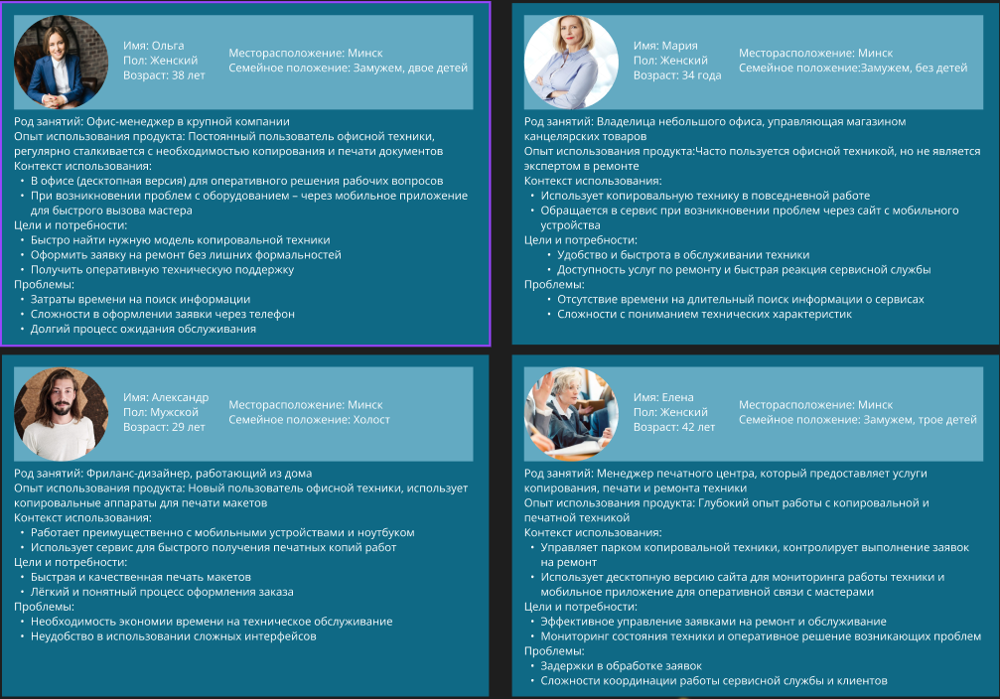 Имя: Ольга
Пол: Женский
Возраст: 38 лет
Месторасположение: Минск
Семейное положение: Замужем, двое детей
Род занятий: Офис-менеджер в крупной компании
Опыт использования продукта: Постоянный пользователь офисной техники,
регулярно сталкивается с необходимостью копирования и печати документов
Контекст использования:
• В офисе (десктопная версия) для оперативного решения рабочих вопросов
• При возникновении проблем с оборудованием – через мобильное приложение
для быстрого вызова мастера
Цели и потребности:
• Быстро найти нужную модель копировальной техники
• Оформить заявку на ремонт без лишних формальностей
• Получить оперативную техническую поддержку
Проблемы:
• Затраты времени на поиск информации
• Сложности в оформлении заявки через телефон
• Долгий процесс ожидания обслуживания
Имя: Мария
Пол: Женский
Возраст: 34 года
Месторасположение: Минск
Семейное положение:Замужем, без детей
Род занятий: Владелица небольшого офиса, управляющая магазином
канцелярских товаров
Опыт использования продукта:Часто пользуется офисной техникой, но не является
экспертом в ремонте
Контекст использования:
• Использует копировальную технику в повседневной работе
• Обращается в сервис при возникновении проблем через сайт с мобильного
устройства
Цели и потребности:
• Удобство и быстрота в обслуживании техники
• Доступность услуг по ремонту и быстрая реакция сервисной службы
Проблемы:
• Отсутствие времени на длительный поиск информации о сервисах
• Сложности с пониманием технических характеристик
Имя: Александр
Пол: Мужской
Возраст: 29 лет
Месторасположение: Минск
Семейное положение: Холост
Род занятий: Фриланс-дизайнер, работающий из дома
Опыт использования продукта: Новый пользователь офисной техники, использует
копировальные аппараты для печати макетов
Контекст использования:
• Работает преимущественно с мобильными устройствами и ноутбуком
• Использует сервис для быстрого получения печатных копий работ
Цели и потребности:
• Быстрая и качественная печать макетов
• Лёгкий и понятный процесс оформления заказа
Проблемы:
• Необходимость экономии времени на техническое обслуживание
• Неудобство в использовании сложных интерфейсов
Имя: Елена
Пол: Женский
Возраст: 42 лет
Месторасположение: Минск
Семейное положение: Замужем, трое детей
Род занятий: Менеджер печатного центра, который предоставляет услуги
копирования, печати и ремонта техники
Опыт использования продукта: Глубокий опыт работы с копировальной и
печатной техникой
Контекст использования:
• Управляет парком копировальной техники, контролирует выполнение заявок
на ремонт
• Использует десктопную версию сайта для мониторинга работы техники и
мобильное приложение для оперативной связи с мастерами
Цели и потребности:
• Эффективное управление заявками на ремонт и обслуживание
• Мониторинг состояния техники и оперативное решение возникающих проблем
Проблемы:
• Задержки в обработке заявок
• Сложности координации работы сервисной службы и клиентов